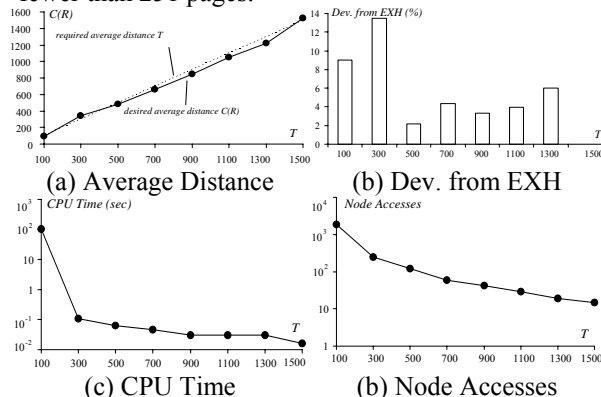 fewer than pages.
C(R)
1600
1400
1200
1000
800
600
400
200
0
required average distance T
desired average distance C(R)
T
100 300 500 700 900 1100 1300 1500
(a) Average Distance
Dev. from EXH (%)
14
12
10
8
6
4
2
0
T
100 300 500 700 900 1100 1300 1500
(b) Dev. from EXH
CPU Time (sec)
10²
1
10⁻¹
10⁻²
T
100 300 500 700 900 1100 1300 1500
(c) CPU Time
Node Accesses
10⁴
10³
10²
10¹
1
T
100 300 500 700 900 1100 1300 1500
(b) Node Accesses